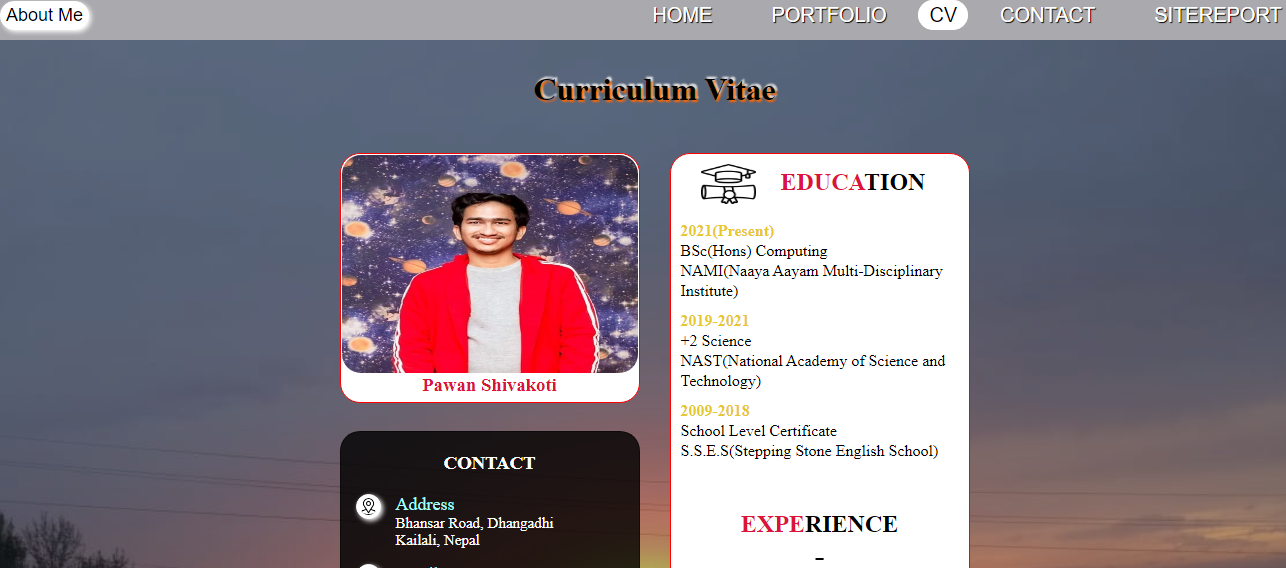 About Me
HOME
PORTFOLIO
CV
CONTACT
SITEREPORT
Curriculum Vitae
Pawan Shivakoti
CONTACT
Address
Bhansar Road, Dhangadhi
Kailali, Nepal
EDUCATION
2021(Present)
BSc(Hons) Computing
NAMI(Naaya Aayam Multi-Disciplinary
Institute)
2019-2021
+2 Science
NAST(National Academy of Science and
Technology)
2009-2018
School Level Certificate
S.S.E.S(Stepping Stone English School)
EXPERIENCE
-